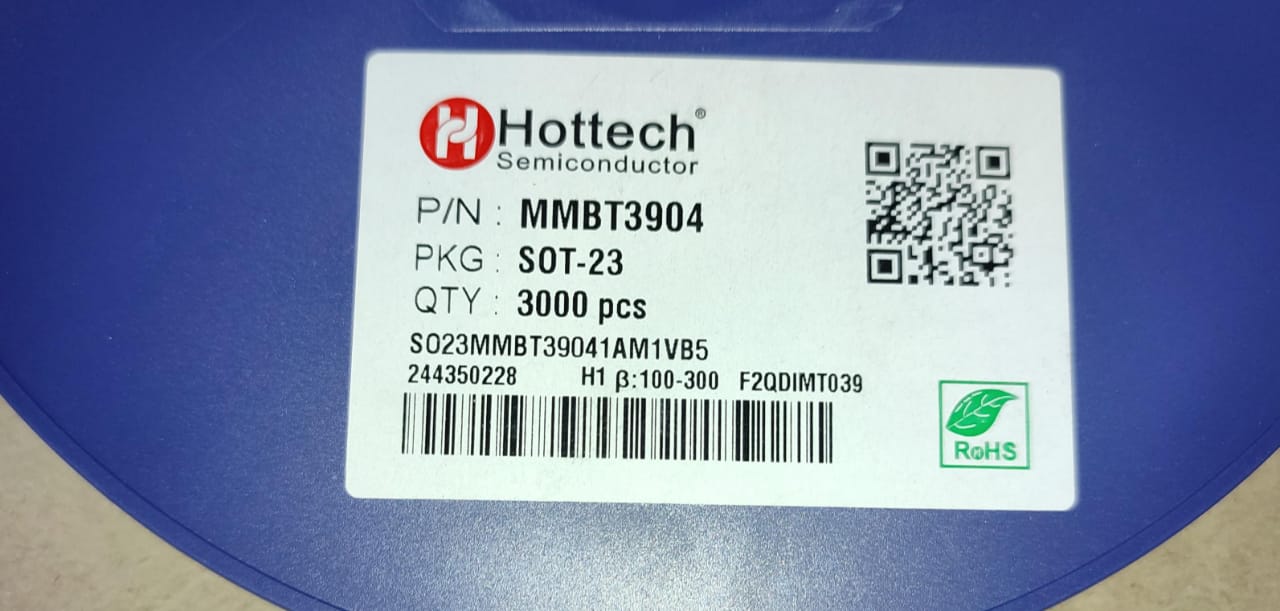 Hottech®
Semiconductor
P/N : MMBT3904
PKG : SOT-23
QTY : 3000 pcs
SO23MMBT39041AM1VB5
244350228 H1 β:100-300 F2QDIMT039
RoHS